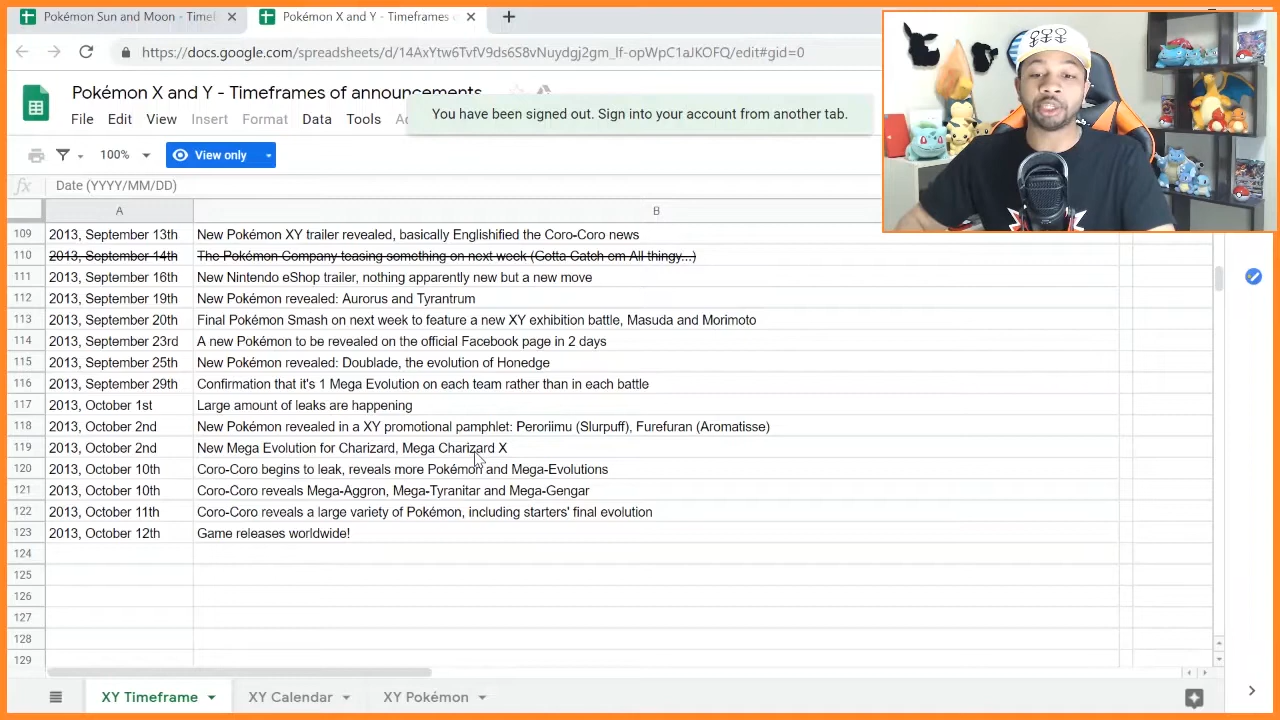 Pokémon Sun and Moon - Timef
Pokémon X and Y - Timeframes o
https://docs.google.com/spreadsheets/d/14AxYtw6TvfV9ds6S8vNuydgj2gm_lf-opWpC1aJKOFQ/edit#gid=0
Pokémon X and Y - Timeframes of announcements
File Edit View Insert Format Data Tools
You have been signed out. Sign into your account from another tab.
100% View only
fx Date (YYYY/MM/DD)
A B
109 2013, September 13th New Pokémon XY trailer revealed, basically Englishified the Coro-Coro news
110 2013, September 14th The Pokémon Company teasing something on next week (Gotta Catch em All thingy...)
111 2013, September 16th New Nintendo eShop trailer, nothing apparently new but a new move
112 2013, September 19th New Pokémon revealed: Aurorus and Tyrantrum
113 2013, September 20th Final Pokémon Smash on next week to feature a new XY exhibition battle, Masuda and Morimoto
114 2013, September 23rd A new Pokémon to be revealed on the official Facebook page in 2 days
115 2013, September 25th New Pokémon revealed: Doublade, the evolution of Honedge
116 2013, September 29th Confirmation that it's 1 Mega Evolution on each team rather than in each battle
117 2013, October 1st Large amount of leaks are happening
118 2013, October 2nd New Pokémon revealed in a XY promotional pamphlet: Peroriimu (Slurpuff), Furefuran (Aromatisse)
119 2013, October 2nd New Mega Evolution for Charizard, Mega Charizard X
120 2013, October 10th Coro-Coro begins to leak, reveals more Pokémon and Mega-Evolutions
121 2013, October 10th Coro-Coro reveals Mega-Aggron, Mega-Tyranitar and Mega-Gengar
122 2013, October 11th Coro-Coro reveals a large variety of Pokémon, including starters' final evolution
123 2013, October 12th Game releases worldwide!
124
125
126
127
128
129
XY Timeframe XY Calendar XY Pokémon